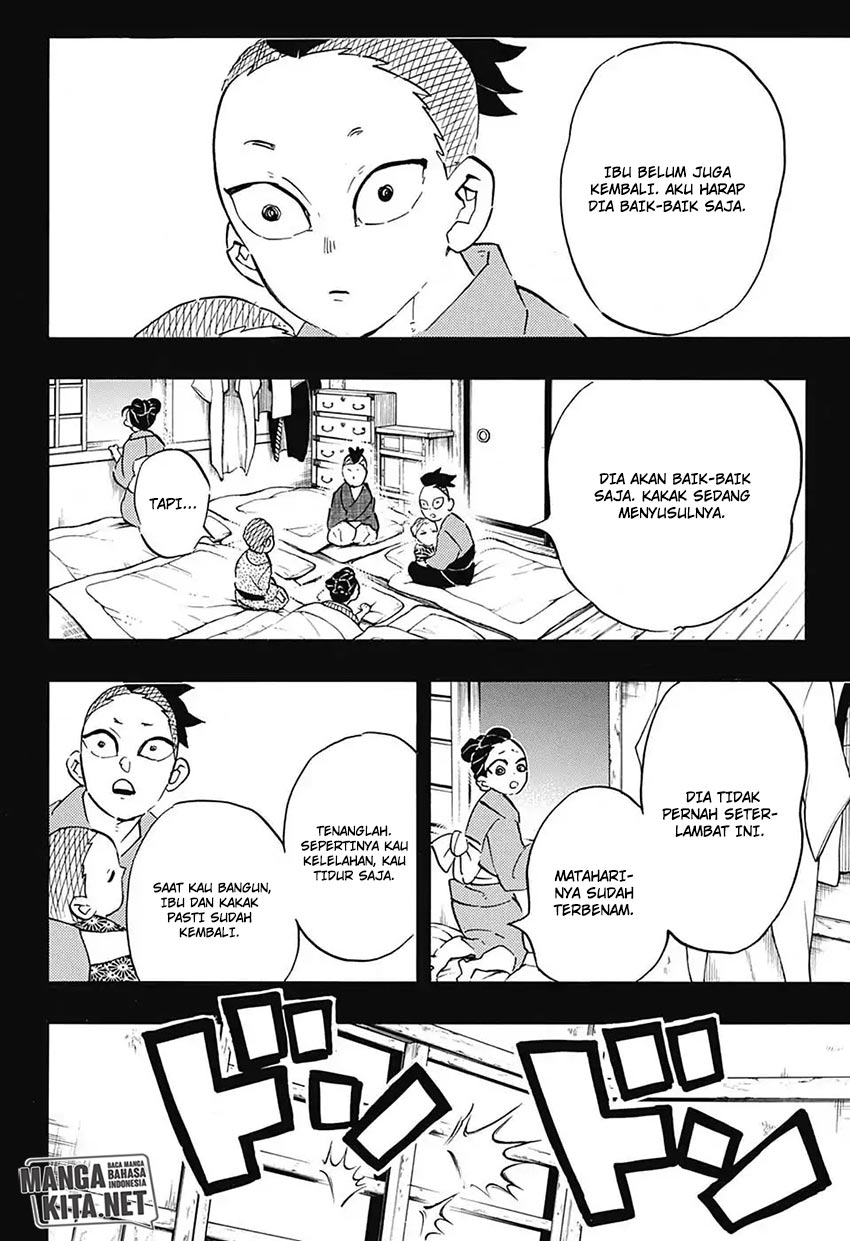 IBU BELUM JUGA
KEMBALI. AKU HARAP
DIA BAIK-BAIK SAJA.
DIA AKAN BAIK-BAIK
SAJA. KAKAK SEDANG
MENYUSULNYA.
TAPI...
DIA TIDAK
PERNAH SETER-
LAMBAT INI.
MATAHARI-
NYA SUDAH
TERBENAM.
TENANGLAH.
SEPERTINYA KAU
KELELAHAN, KAU
TIDUR SAJA.
SAAT KAU BANGUN,
IBU DAN KAKAK
PASTI SUDAH
KEMBALI.
ドンドン
MANGA
KITA.NET
BACA MANGA
BAHASA
INDONESIA